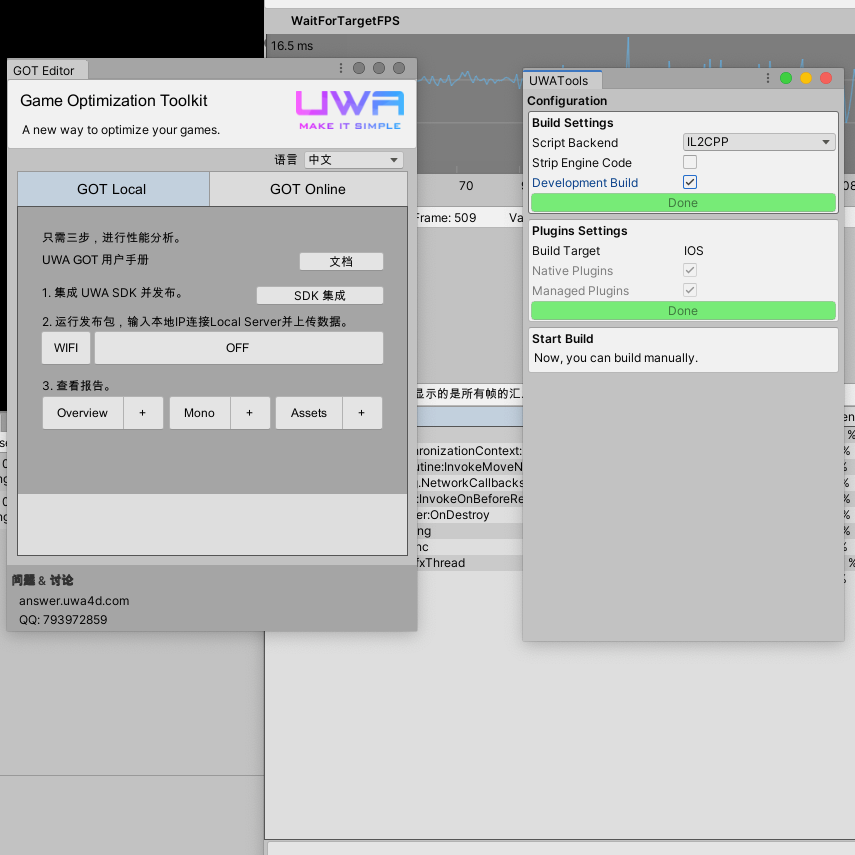 WaitForTargetFPS
16.5 ms
GOT Editor
Game Optimization Toolkit
A new way to optimize your games.
UWA
MAKE IT SIMPLE
语言 中文
GOT Local GOT Online
只需三步，进行性能分析。
UWA GOT 用户手册 文档
1. 集成 UWA SDK 并发布。 SDK 集成
2. 运行发布包，输入本地IP连接Local Server并上传数据。
WIFI OFF
3. 查看报告。
Overview + Mono + Assets +
问题 & 讨论
answer.uwa4d.com
QQ: 793972859
UWATools
Configuration
Build Settings
Script Backend IL2CPP
Strip Engine Code
Development Build
Done
Plugins Settings
Build Target IOS
Native Plugins
Managed Plugins
Done
Start Build
Now, you can build manually.
70
Frame: 509 Va
显示的是所有帧的汇
ronizationContext:
utine:InvokeMoveN
.NetworkCallbacks
:InvokeOnBeforeRe
er:OnDestroy
ng
nc
fxThread